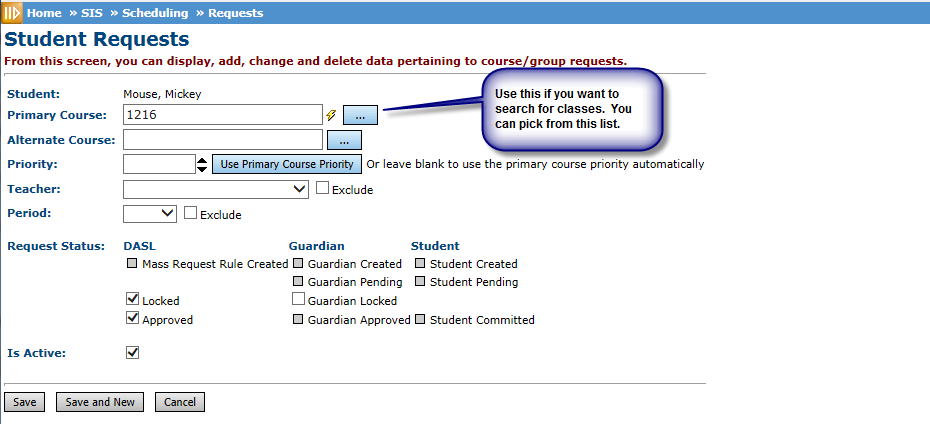 Home » SIS » Scheduling » Requests
Student Requests
From this screen, you can display, add, change and delete data pertaining to course/group requests.
Student: Mouse, Mickey
Primary Course: 1216 ...
Use this if you want to
search for classes. You
can pick from this list.
Alternate Course: ...
Priority: Use Primary Course Priority Or leave blank to use the primary course priority automatically
Teacher: Exclude
Period: Exclude
Request Status: DASL Guardian Student
Mass Request Rule Created Guardian Created Student Created
Guardian Pending Student Pending
Locked Guardian Locked
Approved Guardian Approved Student Committed
Is Active:
Save Save and New Cancel